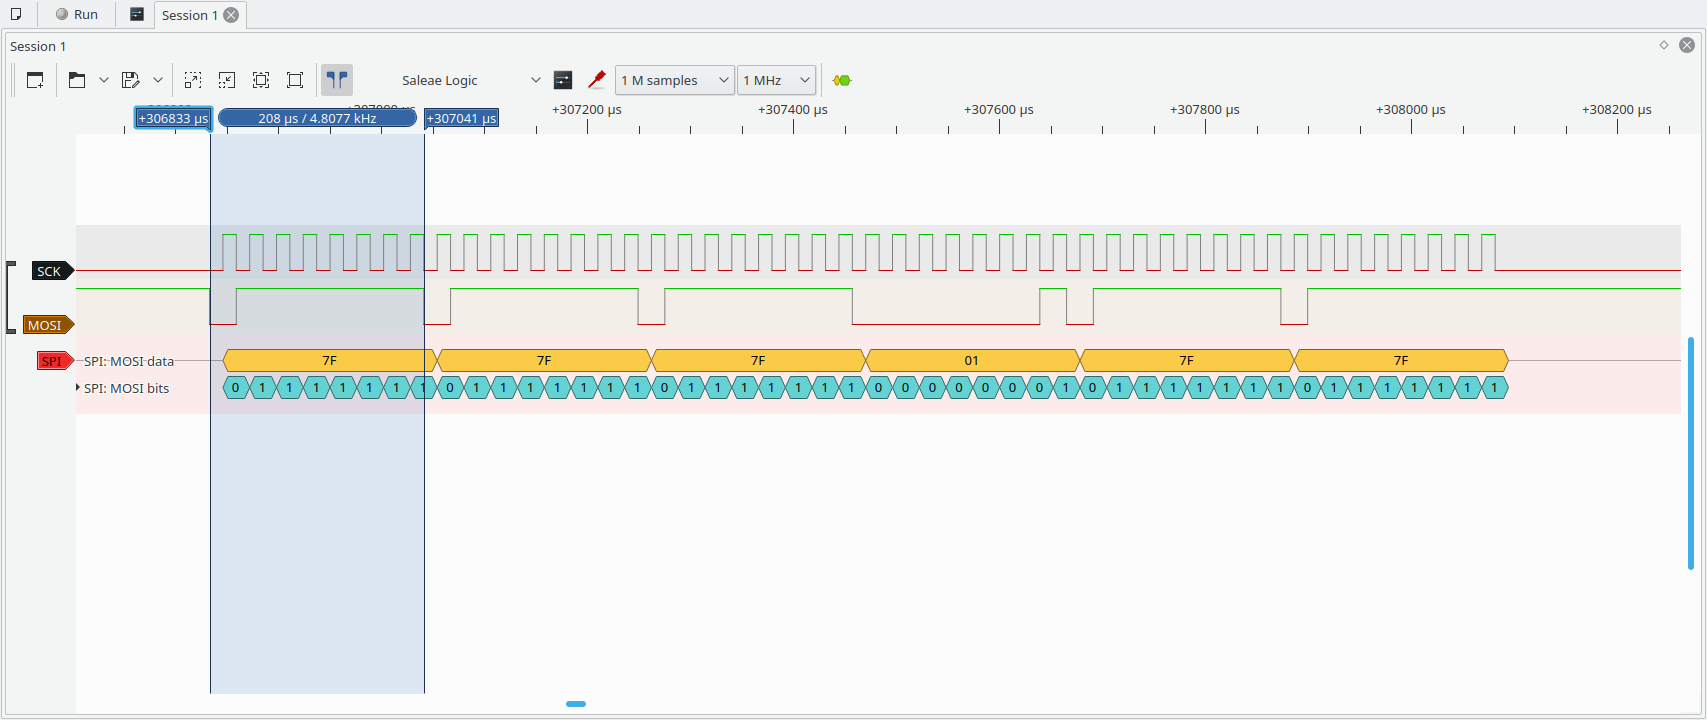 Run
Session 1
Session 1
Saleae Logic 1 M samples 1 MHz
+306833 µs 208 µs / 4.8077 kHz +307041 µs +307200 µs +307400 µs +307600 µs +307800 µs +308000 µs +308200 µs
SCK
MOSI
SPI SPI: MOSI data 7F 7F 7F 01 7F 7F
SPI: MOSI bits 0 1 1 1 1 1 1 1 0 1 1 1 1 1 1 1 0 1 1 1 1 1 1 1 0 0 0 0 0 0 0 1 0 1 1 1 1 1 1 1 0 1 1 1 1 1 1 1